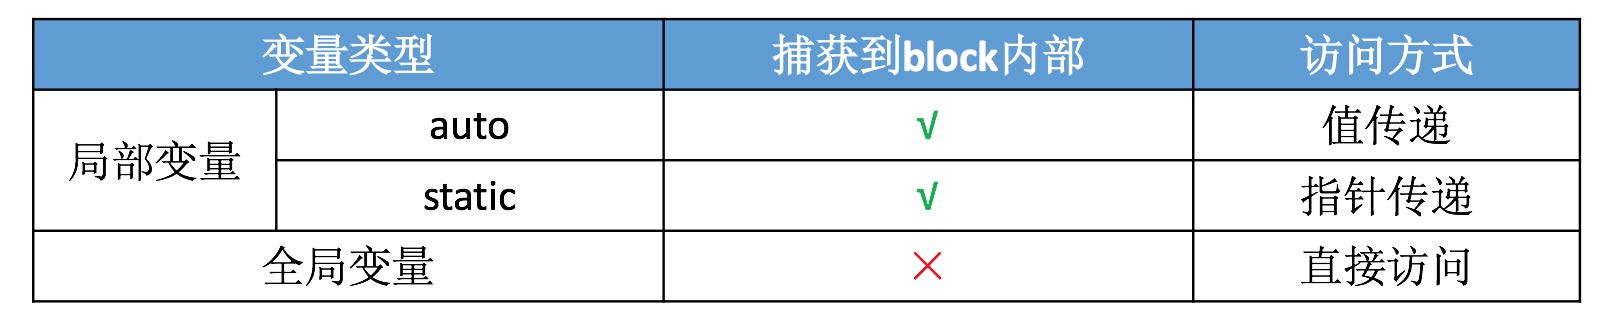 变量类型 捕获到block内部 访问方式
局部变量 auto √ 值传递
static √ 指针传递
全局变量 × 直接访问